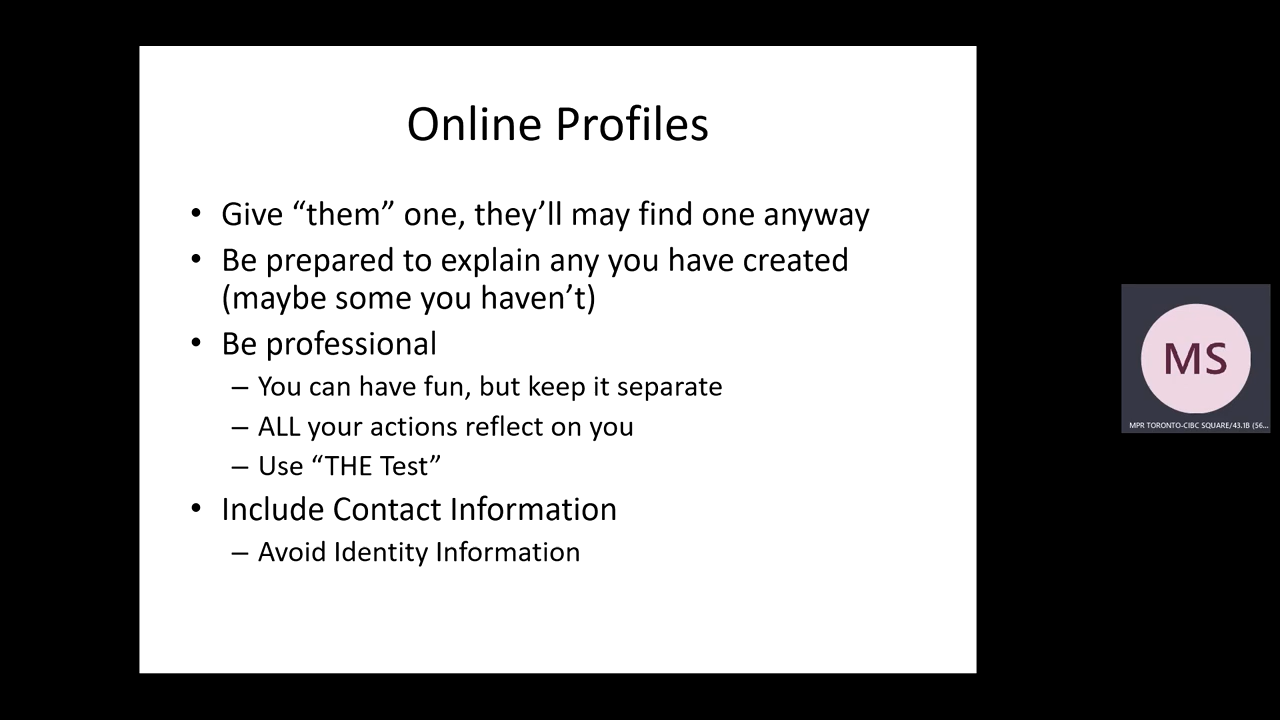 Online Profiles
• Give “them” one, they’ll may find one anyway
• Be prepared to explain any you have created
(maybe some you haven’t)
• Be professional
– You can have fun, but keep it separate
– ALL your actions reflect on you
– Use “THE Test”
• Include Contact Information
– Avoid Identity Information
MS
MPR TORONTO-CIBC SQUARE/43.1B (56...